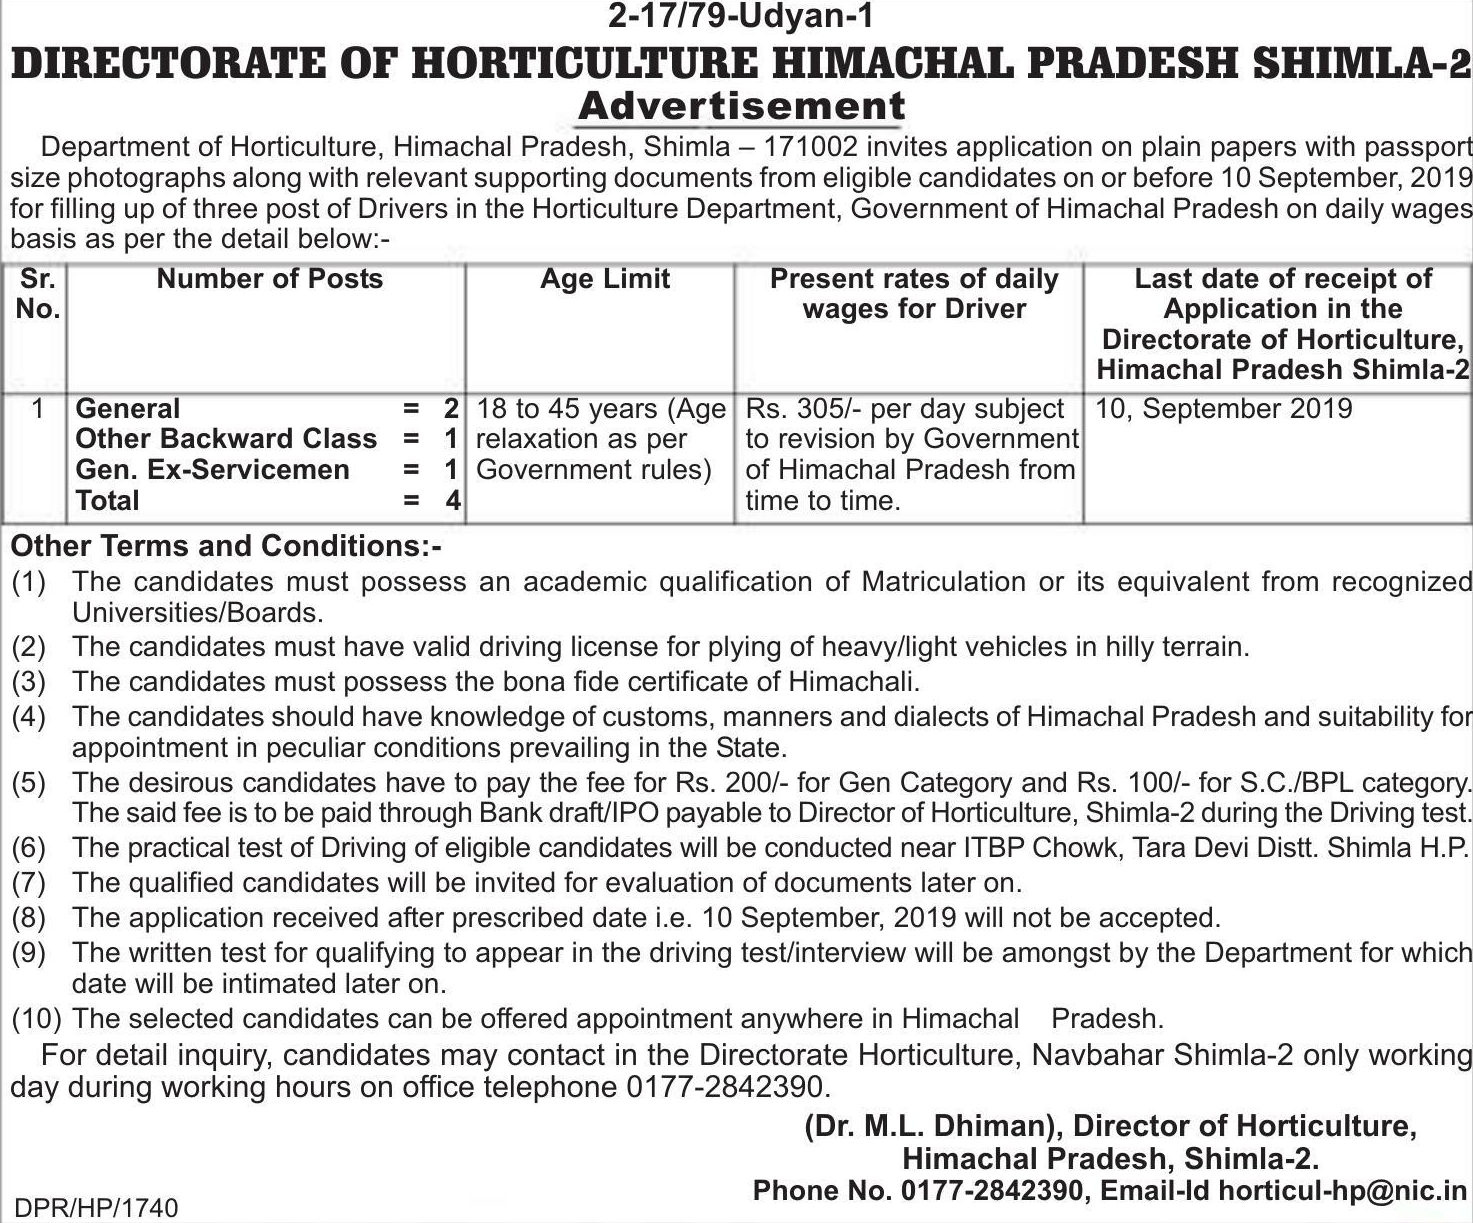 2-17/79-Udyan-1
DIRECTORATE OF HORTICULTURE HIMACHAL PRADESH SHIMLA-2
Advertisement
Department of Horticulture, Himachal Pradesh, Shimla – 171002 invites application on plain papers with passport
size photographs along with relevant supporting documents from eligible candidates on or before 10 September, 2019
for filling up of three post of Drivers in the Horticulture Department, Government of Himachal Pradesh on daily wages
basis as per the detail below:-
Sr. No.
Number of Posts
Age Limit
Present rates of daily
wages for Driver
Last date of receipt of
Application in the
Directorate of Horticulture,
Himachal Pradesh Shimla-2
1
General = 2
Other Backward Class = 1
Gen. Ex-Servicemen = 1
Total = 4
18 to 45 years (Age
relaxation as per
Government rules)
Rs. 305/- per day subject
to revision by Government
of Himachal Pradesh from
time to time.
10, September 2019
Other Terms and Conditions:-
(1) The candidates must possess an academic qualification of Matriculation or its equivalent from recognized
Universities/Boards.
(2) The candidates must have valid driving license for plying of heavy/light vehicles in hilly terrain.
(3) The candidates must possess the bona fide certificate of Himachali.
(4) The candidates should have knowledge of customs, manners and dialects of Himachal Pradesh and suitability for
appointment in peculiar conditions prevailing in the State.
(5) The desirous candidates have to pay the fee for Rs. 200/- for Gen Category and Rs. 100/- for S.C./BPL category.
The said fee is to be paid through Bank draft/IPO payable to Director of Horticulture, Shimla-2 during the Driving test.
(6) The practical test of Driving of eligible candidates will be conducted near ITBP Chowk, Tara Devi Distt. Shimla H.P.
(7) The qualified candidates will be invited for evaluation of documents later on.
(8) The application received after prescribed date i.e. 10 September, 2019 will not be accepted.
(9) The written test for qualifying to appear in the driving test/interview will be amongst by the Department for which
date will be intimated later on.
(10) The selected candidates can be offered appointment anywhere in Himachal Pradesh.
For detail inquiry, candidates may contact in the Directorate Horticulture, Navbahar Shimla-2 only working
day during working hours on office telephone 0177-2842390.
(Dr. M.L. Dhiman), Director of Horticulture,
Himachal Pradesh, Shimla-2.
Phone No. 0177-2842390, Email-Id horticul-hp@nic.in
DPR/HP/1740